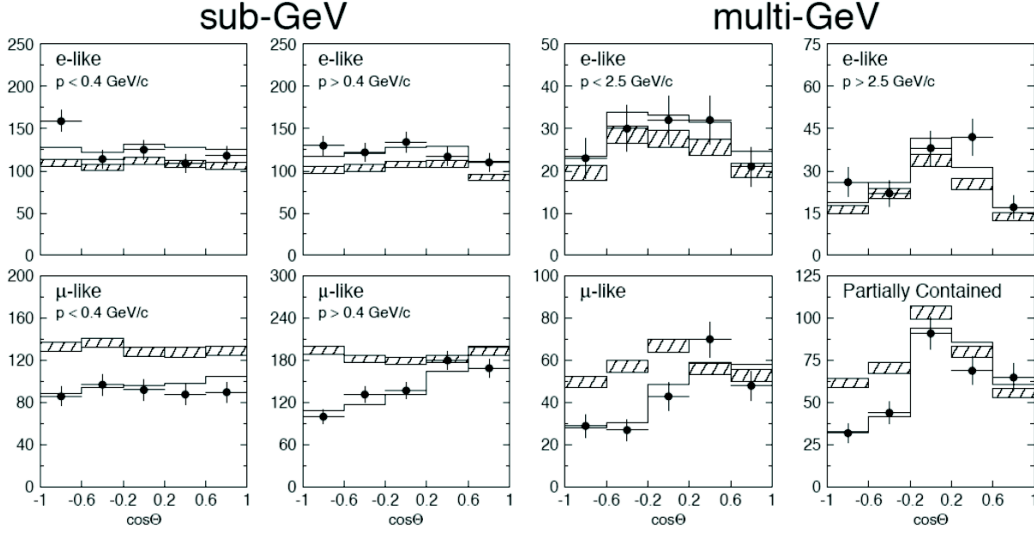 sub-GeV multi-GeV
250 250 50 75
e-like e-like e-like e-like
p < 0.4 GeV/c p > 0.4 GeV/c p < 2.5 GeV/c p > 2.5 GeV/c
200 200 40 60
150 150 30 45
100 100 20 30
50 50 10 15
0 0 0 0
200 300 100 125
μ-like μ-like μ-like Partially Contained
p < 0.4 GeV/c p > 0.4 GeV/c
160 240 80 100
120 180 60 75
80 120 40 50
40 60 20 25
0 0 0 0
-1 -0.6 -0.2 0.2 0.6 1 -1 -0.6 -0.2 0.2 0.6 1 -1 -0.6 -0.2 0.2 0.6 1 -1 -0.6 -0.2 0.2 0.6 1
cosΘ cosΘ cosΘ cosΘ